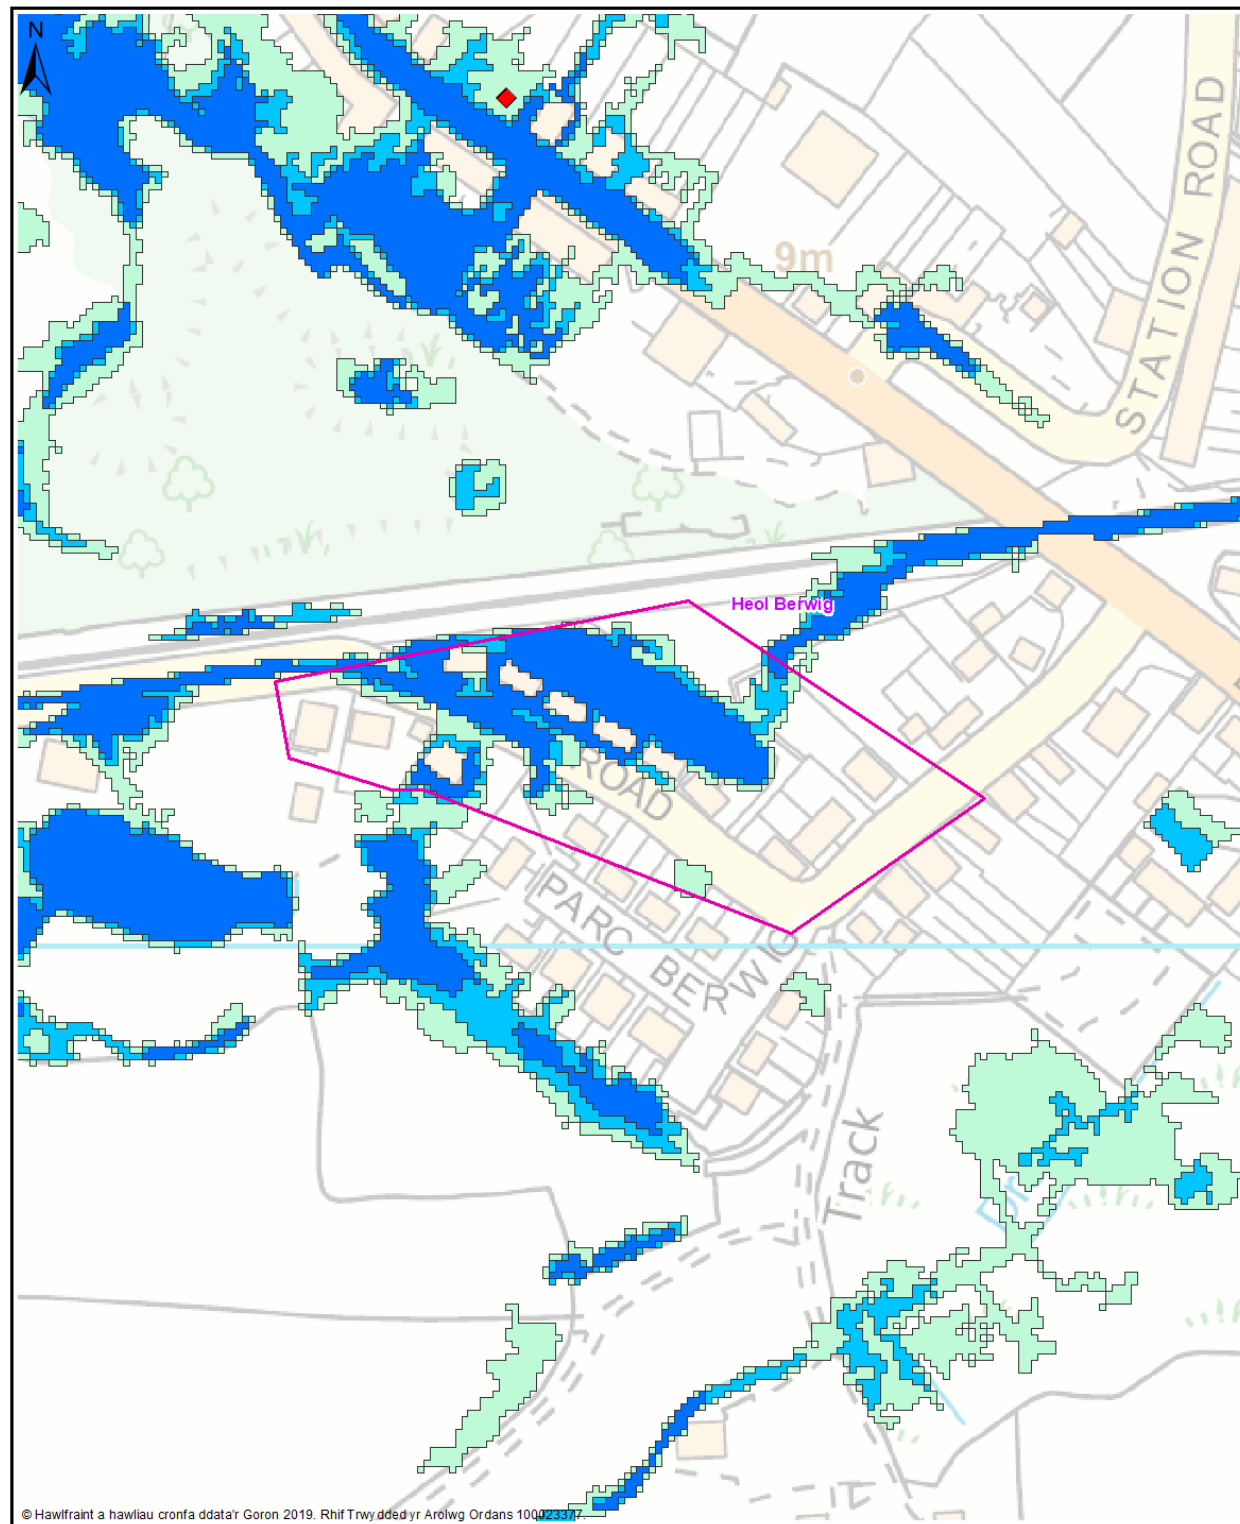 N
STATION ROAD
9m
Heol Berwig
ROAD
PARC BERWIG
Track
Dr
© Hawlfraint a hawliau cronfa ddata'r Goron 2019. Rhif Trwydded yr Arolwg Ordans 100023377.